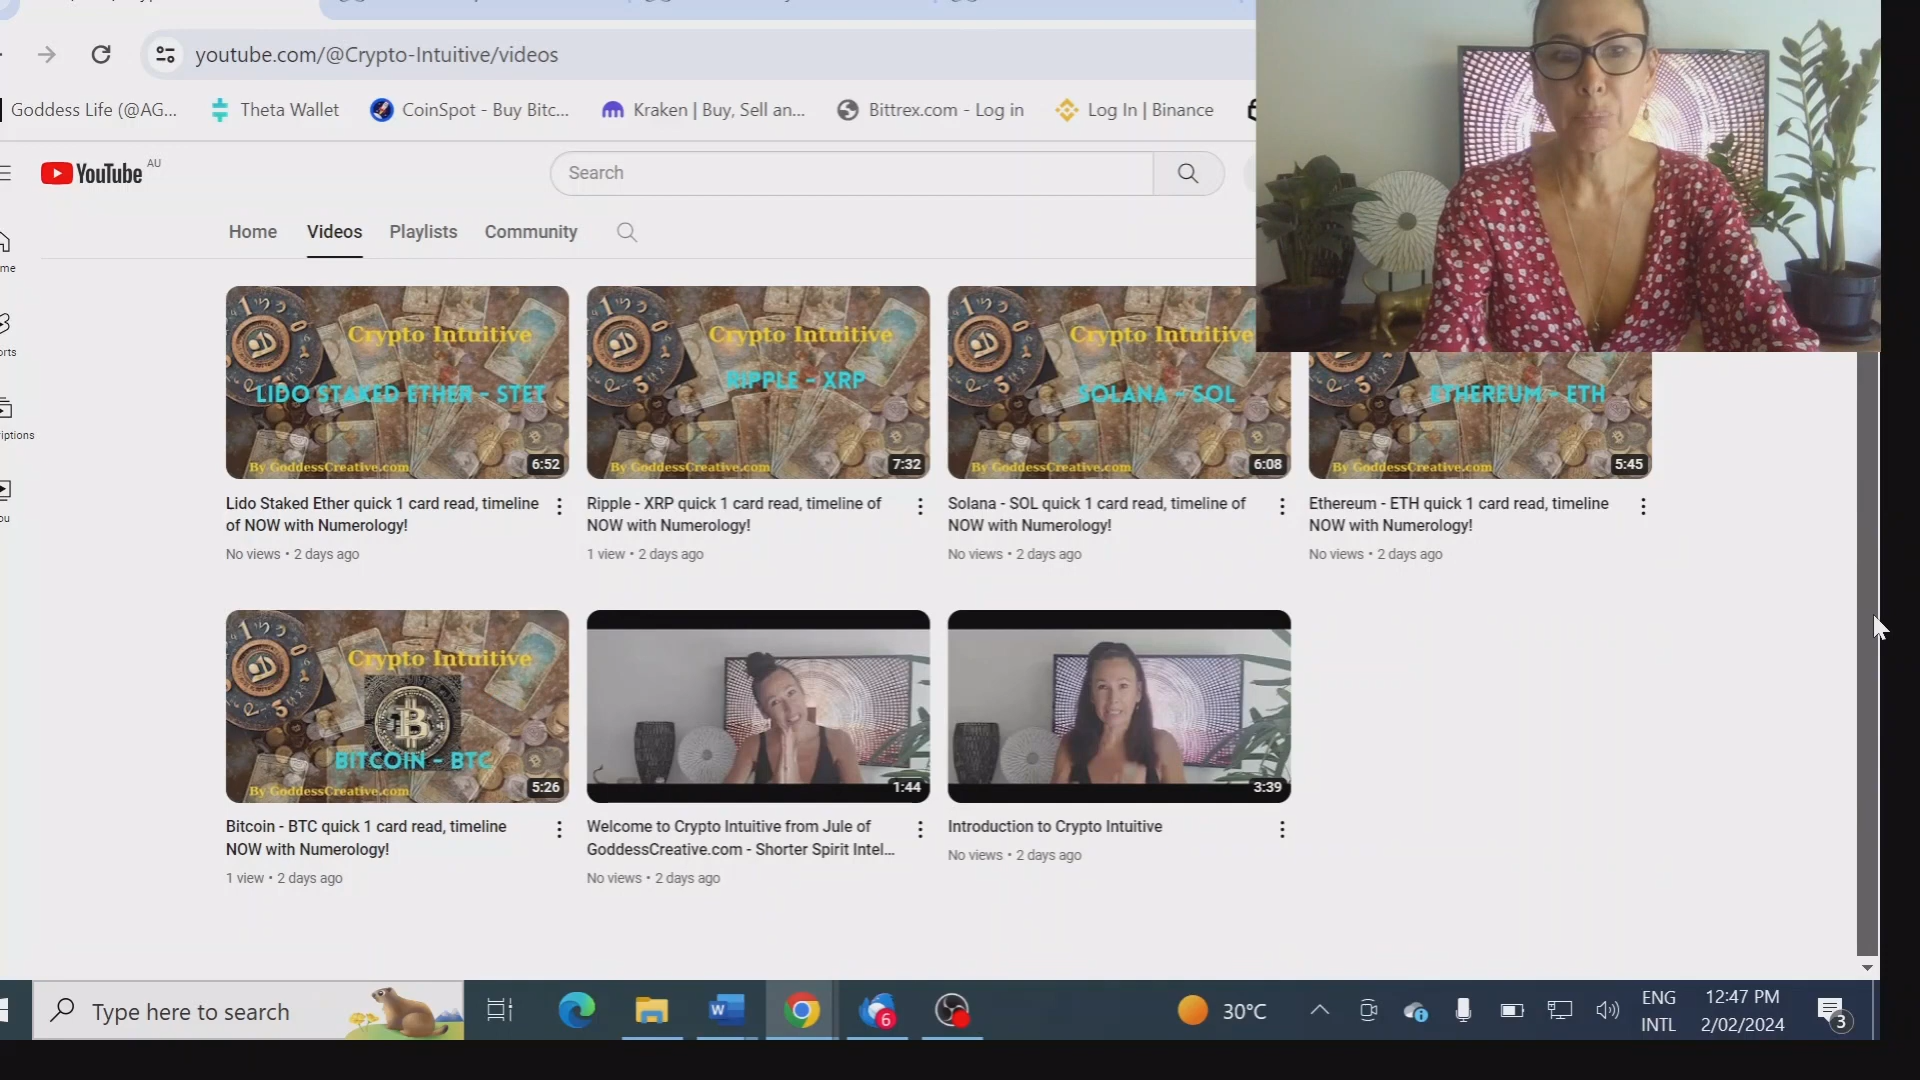 youtube.com/@Crypto-Intuitive/videos
Goddess Life (@AG... Theta Wallet CoinSpot - Buy Bitc... Kraken | Buy, Sell an... Bittrex.com - Log in Log In | Binance
YouTube AU
Search
Home Videos Playlists Community
Crypto Intuitive
LIDO STAKED ETHER - STET
By GoddessCreative.com
6:52
Crypto Intuitive
RIPPLE - XRP
By GoddessCreative.com
7:32
Crypto Intuitive
SOLANA - SOL
By GoddessCreative.com
6:08
ETHEREUM - ETH
By GoddessCreative.com
5:45
Lido Staked Ether quick 1 card read, timeline
of NOW with Numerology!
No views • 2 days ago
Ripple - XRP quick 1 card read, timeline of
NOW with Numerology!
1 view • 2 days ago
Solana - SOL quick 1 card read, timeline of
NOW with Numerology!
No views • 2 days ago
Ethereum - ETH quick 1 card read, timeline
NOW with Numerology!
No views • 2 days ago
Crypto Intuitive
B
BITCOIN - BTC
By GoddessCreative.com
5:26
1:44
3:39
Bitcoin - BTC quick 1 card read, timeline
NOW with Numerology!
1 view • 2 days ago
Welcome to Crypto Intuitive from Jule of
GoddessCreative.com - Shorter Spirit Intel...
No views • 2 days ago
Introduction to Crypto Intuitive
No views • 2 days ago
Type here to search
W
6
30°C
ENG
INTL
12:47 PM
2/02/2024
3